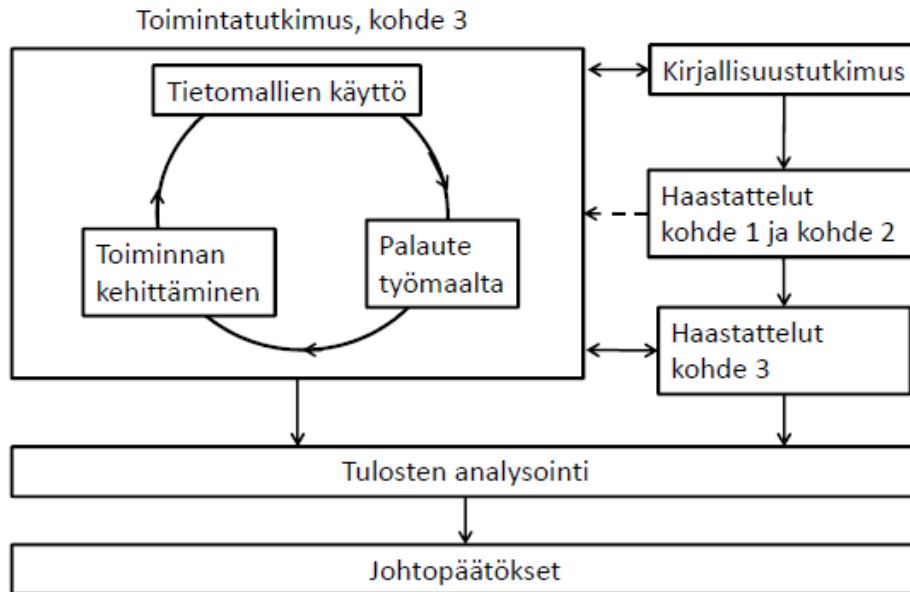 Toimintatutkimus, kohde 3
Tietomallien käyttö
Toiminnan
kehittäminen
Palaute
työmaalta
Kirjallisuustutkimus
Haastattelut
kohde 1 ja kohde 2
Haastattelut
kohde 3
Tulosten analysointi
Johtopäätökset